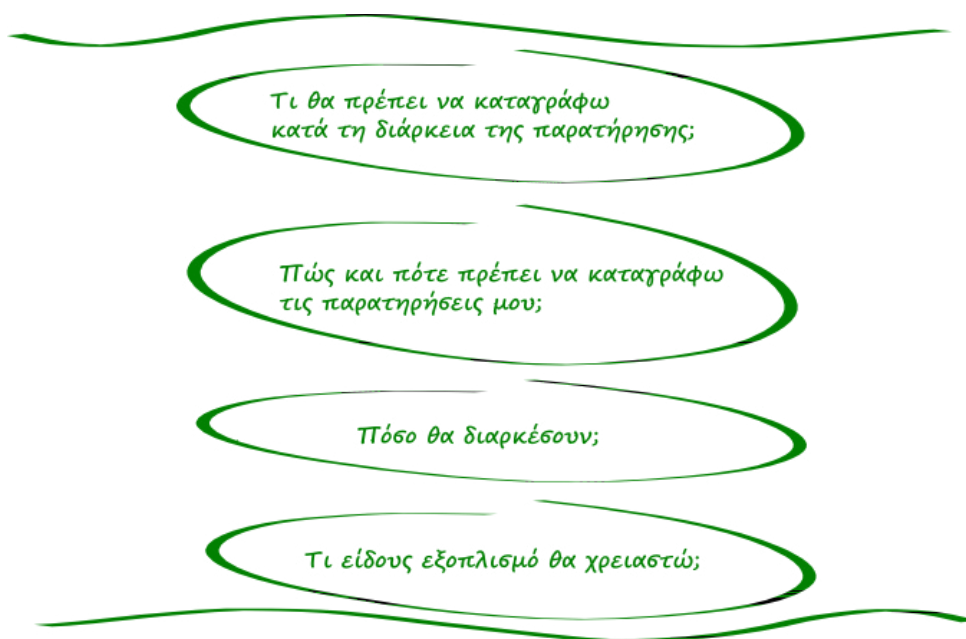 Τι θα πρέπει να καταγράφω
κατά τη διάρκεια της παρατήρησης;
Πώς και πότε πρέπει να καταγράφω
τις παρατηρήσεις μου;
Πόσο θα διαρκέσουν;
Τι είδους εξοπλισμό θα χρειαστώ;